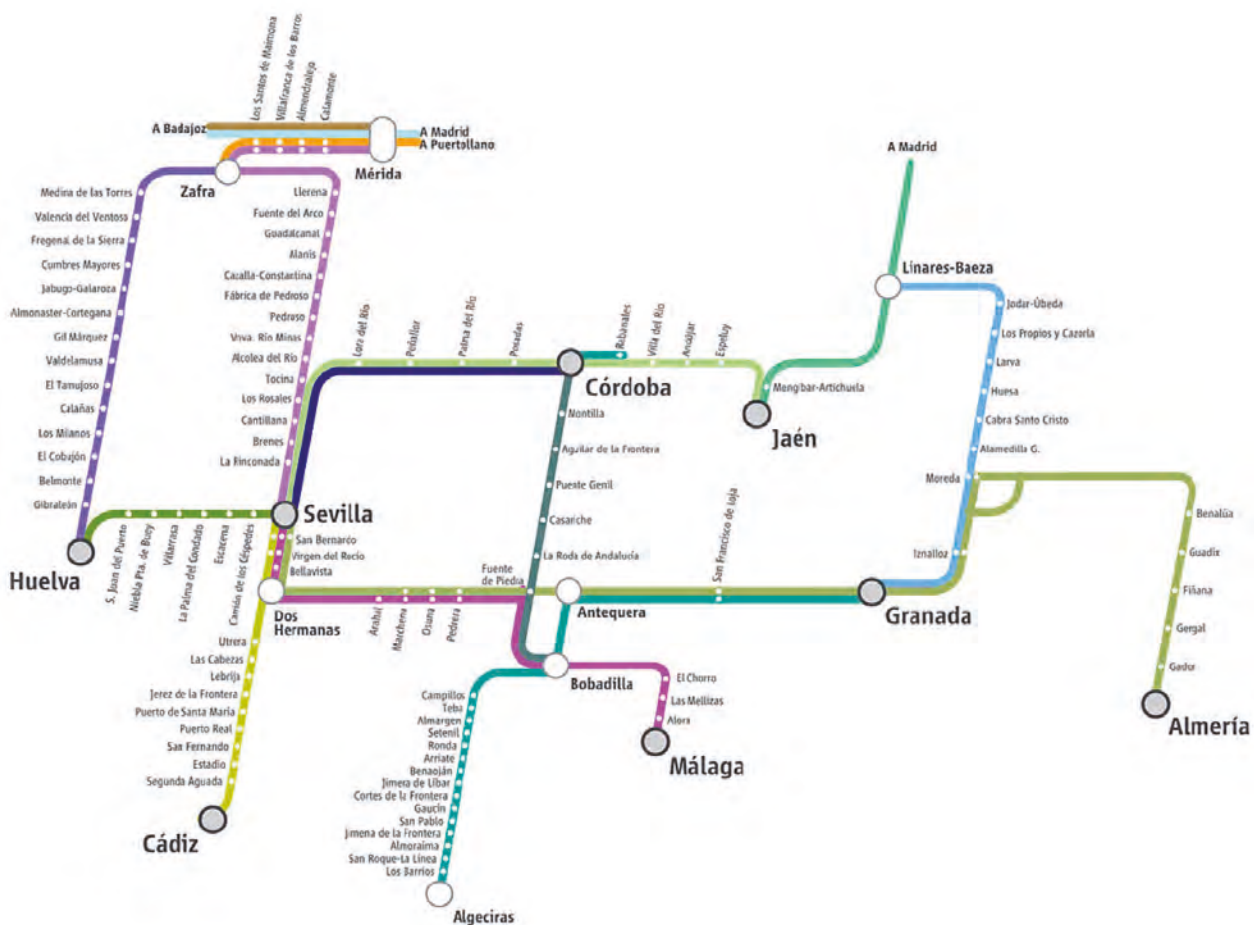 Los Santos de Maimona
Villafranca de los Barros
Almendralejo
Calamonte
A Badajoz
A Madrid
A Puertollano
Mérida
Zafra
A Madrid
Medina de las Torres
Valencia del Ventoso
Fregenal de la Sierra
Cumbres Mayores
Jabugo-Galaroza
Almonaster-Cortegana
Gil Márquez
Valdelamusa
El Tamujoso
Calañas
Los Milanos
El Cobujón
Belmonte
Gibraleón
Huelva
Llerena
Fuente del Arco
Guadalcanal
Alanís
Cazalla-Constantina
Fábrica de Pedroso
Pedroso
Vnva. Río Minas
Alcolea del Río
Tocina
Los Rosales
Cantillana
Brenes
La Rinconada
Sevilla
Lora del Río
Peñaflor
Palma del Río
Posadas
Córdoba
Rabanales
Villa del Río
Andújar
Espeluy
Mengíbar-Artichuela
Jaén
Linares-Baeza
Jodar-Úbeda
Los Propios y Cazorla
Larva
Huesa
Cabra Santo Cristo
Alamedilla G.
Moreda
Iznalloz
Granada
Benalúa
Guadix
Fiñana
Gergal
Gador
Almería
Nontilla
Aguilar de la Frontera
Puente Genil
Casariche
La Roda de Andalucía
Fuente
de Piedra
Antequera
San Francisco de Loja
S. Juan del Puerto
Niebla Pta. de Buey
Villarrasa
La Palma del Condado
Escacena
Carrión de los Céspedes
San Bernardo
Virgen del Rocío
Bellavista
Dos
Hermanas
Arahal
Marchena
Osuna
Pedrera
Utrera
Las Cabezas
Lebrija
Jerez de la Frontera
Puerto de Santa María
Puerto Real
San Fernando
Estadio
Segunda Aguada
Cádiz
Bobadilla
El Chorro
Las Mellizas
Alora
Málaga
Campillos
Teba
Almargen
Setenil
Ronda
Arriate
Benaoján
Jimera de Líbar
Cortes de la Frontera
Gaucín
San Pablo
Jimena de la Frontera
Almoraima
San Roque-La Línea
Los Barrios
Algeciras